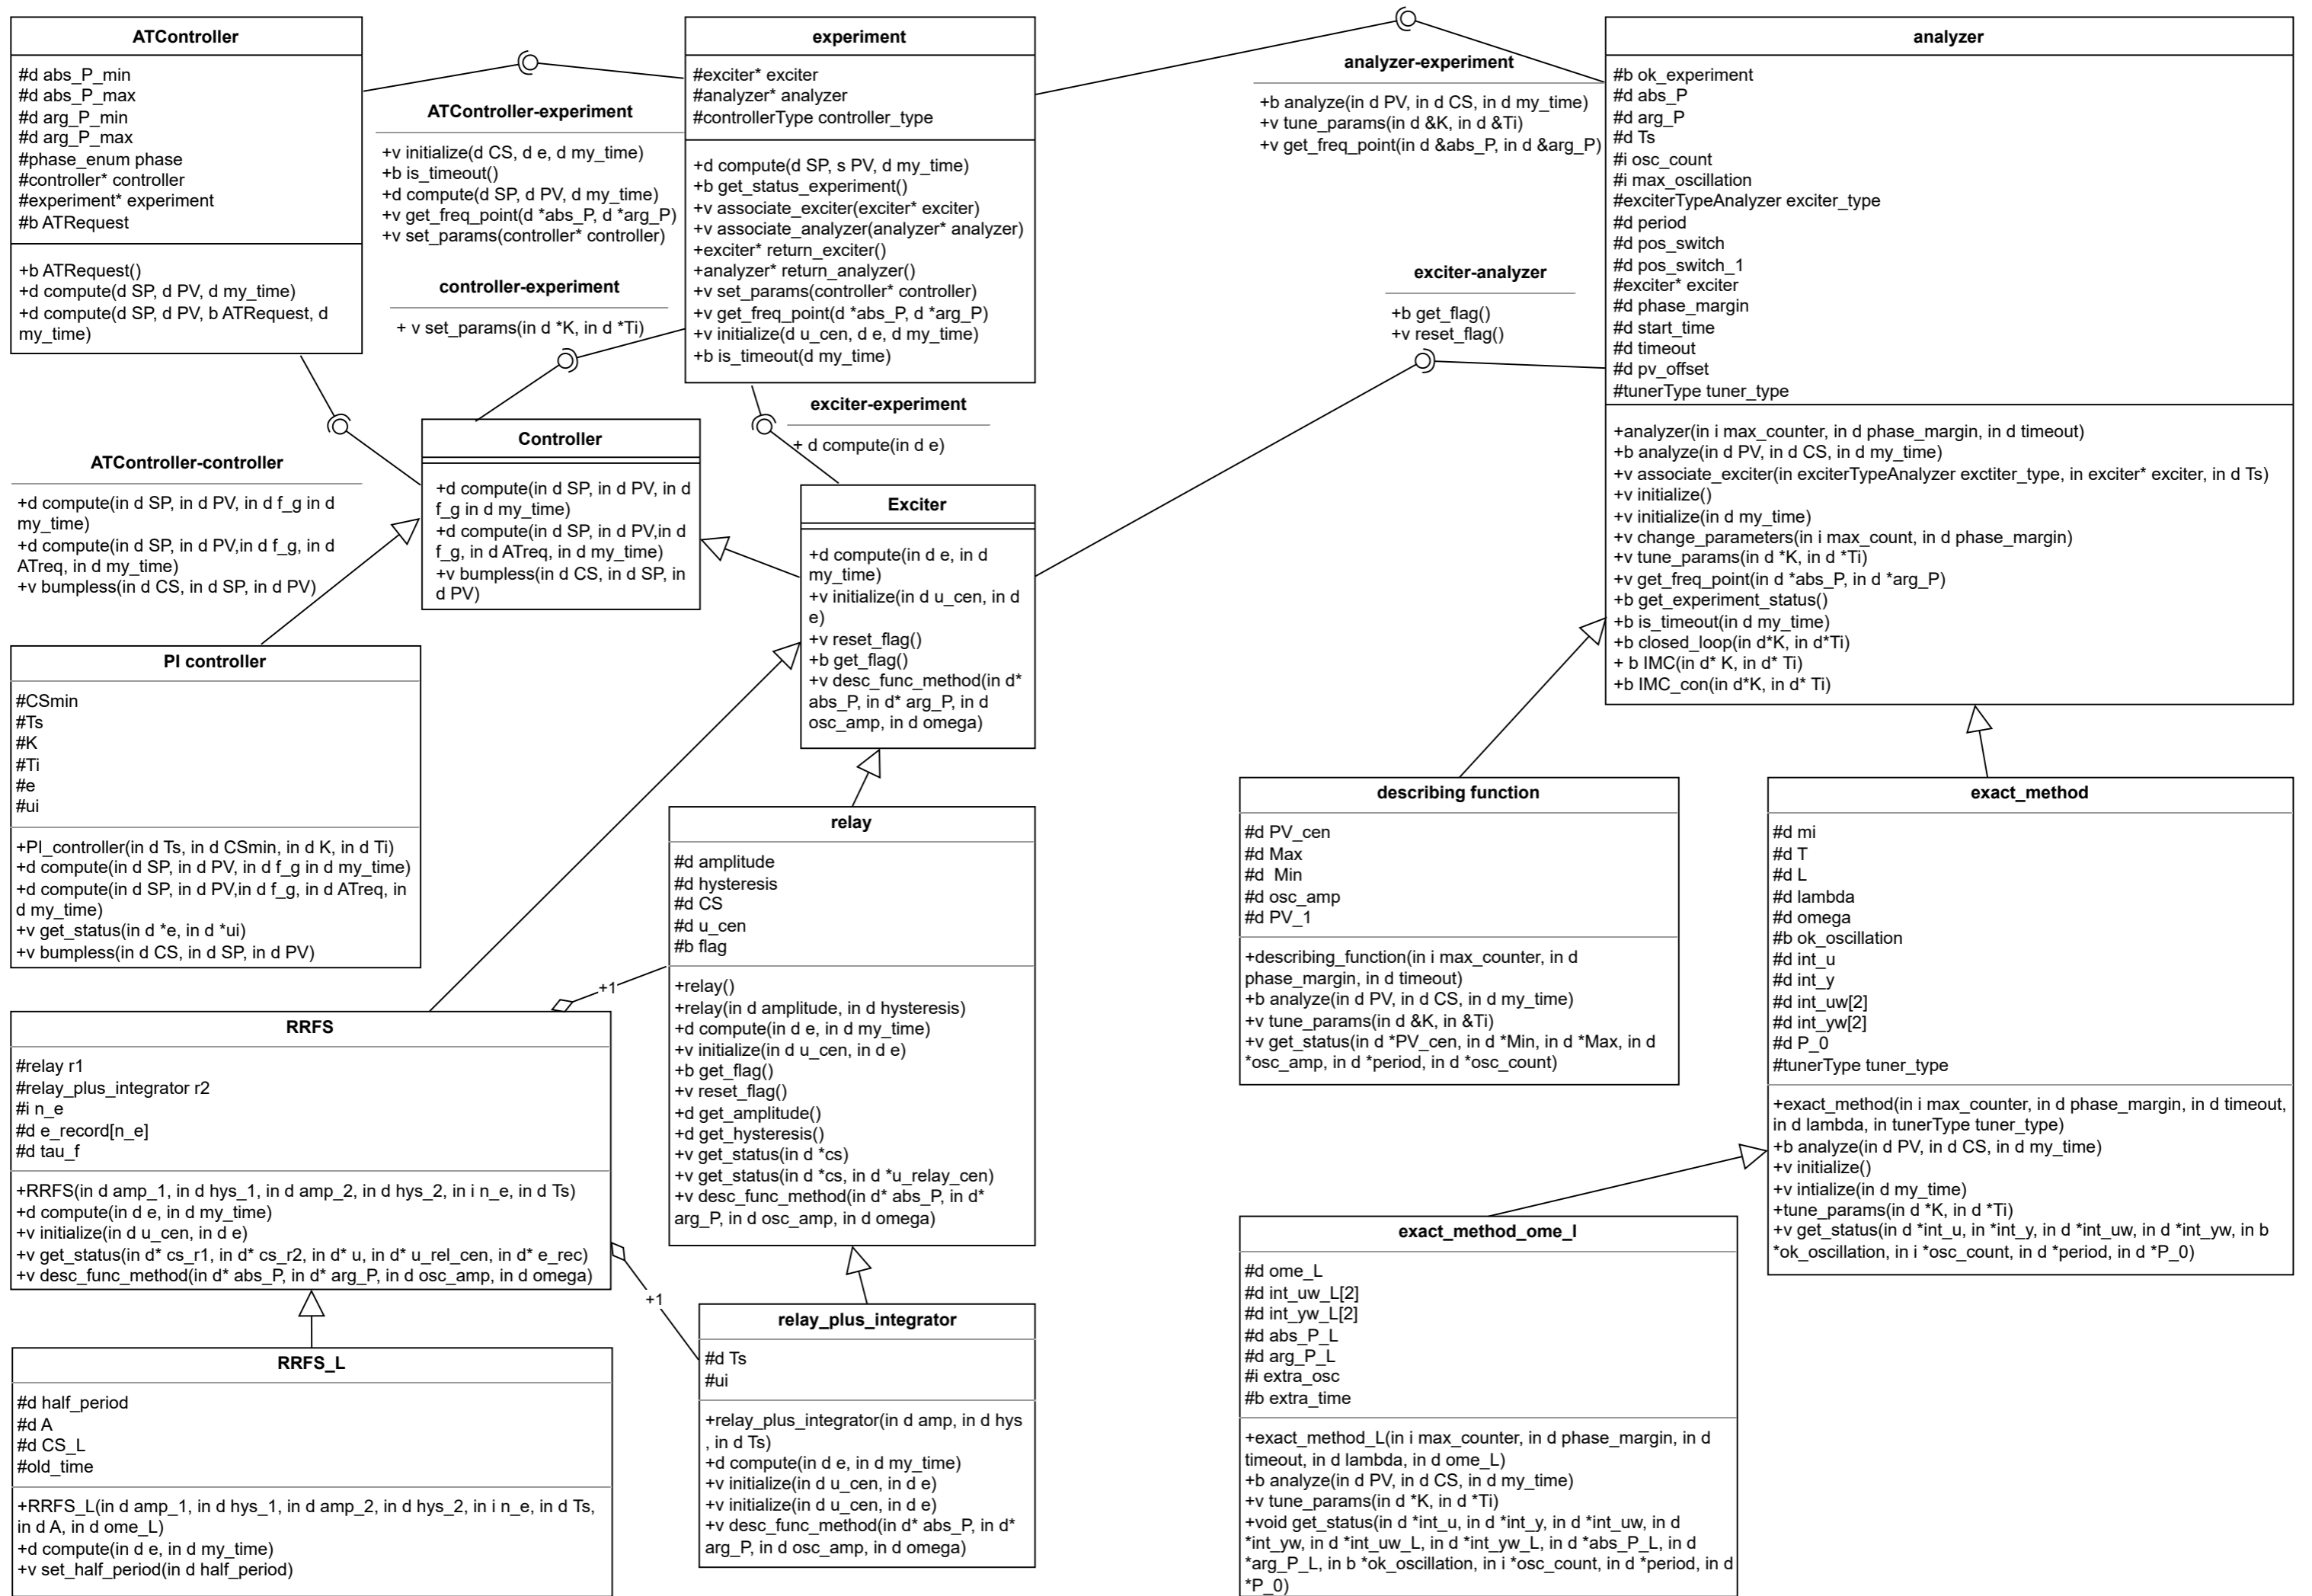 ATController
#d abs_P_min
#d abs_P_max
#d arg_P_min
#d arg_P_max
#phase_enum phase
#controller* controller
#experiment* experiment
#b ATRequest
+b ATRequest()
+d compute(d SP, d PV, d my_time)
+d compute(d SP, d PV, b ATRequest, d
my_time)
ATController-experiment
+v initialize(d CS, d e, d my_time)
+b is_timeout()
+d compute(d SP, d PV, d my_time)
+v get_freq_point(d *abs_P, d *arg_P)
+v set_params(controller* controller)
controller-experiment
+ v set_params(in d *K, in d *Ti)
experiment
#exciter* exciter
#analyzer* analyzer
#controllerType controller_type
+d compute(d SP, s PV, d my_time)
+b get_status_experiment()
+v associate_exciter(exciter* exciter)
+v associate_analyzer(analyzer* analyzer)
+exciter* return_exciter()
+analyzer* return_analyzer()
+v set_params(controller* controller)
+v get_freq_point(d *abs_P, d *arg_P)
+v initialize(d u_cen, d e, d my_time)
+b is_timeout(d my_time)
analyzer-experiment
+b analyze(in d PV, in d CS, in d my_time)
+v tune_params(in d &K, in d &Ti)
+v get_freq_point(in d &abs_P, in d &arg_P)
exciter-analyzer
+b get_flag()
+v reset_flag()
analyzer
#b ok_experiment
#d abs_P
#d arg_P
#d Ts
#i osc_count
#i max_oscillation
#exciterTypeAnalyzer exciter_type
#d period
#d pos_switch
#d pos_switch_1
#exciter* exciter
#d phase_margin
#d start_time
#d timeout
#d pv_offset
#tunerType tuner_type
+analyzer(in i max_counter, in d phase_margin, in d timeout)
+b analyze(in d PV, in d CS, in d my_time)
+v associate_exciter(in exciterTypeAnalyzer exctiter_type, in exciter* exciter, in d Ts)
+v initialize()
+v initialize(in d my_time)
+v change_parameters(in i max_count, in d phase_margin)
+v tune_params(in d *K, in d *Ti)
+v get_freq_point(in d *abs_P, in d *arg_P)
+b get_experiment_status()
+b is_timeout(in d my_time)
+b closed_loop(in d*K, in d*Ti)
+ b IMC(in d* K, in d* Ti)
+b IMC_con(in d*K, in d* Ti)
exciter-experiment
+ d compute(in d e)
ATController-controller
+d compute(in d SP, in d PV, in d f_g in d
my_time)
+d compute(in d SP, in d PV,in d f_g, in d
ATreq, in d my_time)
+v bumpless(in d CS, in d SP, in d PV)
Controller
+d compute(in d SP, in d PV, in d
f_g in d my_time)
+d compute(in d SP, in d PV,in d
f_g, in d ATreq, in d my_time)
+v bumpless(in d CS, in d SP, in
d PV)
Exciter
+d compute(in d e, in d
my_time)
+v initialize(in d u_cen, in d
e)
+v reset_flag()
+b get_flag()
+v desc_func_method(in d*
abs_P, in d* arg_P, in d
osc_amp, in d omega)
PI controller
#CSmin
#Ts
#K
#Ti
#e
#ui
+PI_controller(in d Ts, in d CSmin, in d K, in d Ti)
+d compute(in d SP, in d PV, in d f_g in d my_time)
+d compute(in d SP, in d PV,in d f_g, in d ATreq, in
d my_time)
+v get_status(in d *e, in d *ui)
+v bumpless(in d CS, in d SP, in d PV)
relay
#d amplitude
#d hysteresis
#d CS
#d u_cen
#b flag
+relay()
+relay(in d amplitude, in d hysteresis)
+d compute(in d e, in d my_time)
+v initialize(in d u_cen, in d e)
+b get_flag()
+v reset_flag()
+d get_amplitude()
+d get_hysteresis()
+v get_status(in d *cs)
+v get_status(in d *cs, in d *u_relay_cen)
+v desc_func_method(in d* abs_P, in d*
arg_P, in d osc_amp, in d omega)
+1
describing function
#d PV_cen
#d Max
#d  Min
#d osc_amp
#d PV_1
+describing_function(in i max_counter, in d
phase_margin, in d timeout)
+b analyze(in d PV, in d CS, in d my_time)
+v tune_params(in d &K, in &Ti)
+v get_status(in d *PV_cen, in d *Min, in d *Max, in d
*osc_amp, in d *period, in d *osc_count)
exact_method
#d mi
#d T
#d L
#d lambda
#d omega
#b ok_oscillation
#d int_u
#d int_y
#d int_uw[2]
#d int_yw[2]
#d P_0
#tunerType tuner_type
+exact_method(in i max_counter, in d phase_margin, in d timeout,
in d lambda, in tunerType tuner_type)
+b analyze(in d PV, in d CS, in d my_time)
+v initialize()
+v intialize(in d my_time)
+tune_params(in d *K, in d *Ti)
+v get_status(in d *int_u, in *int_y, in d *int_uw, in d *int_yw, in b
*ok_oscillation, in i *osc_count, in d *period, in d *P_0)
RRFS
#relay r1
#relay_plus_integrator r2
#i n_e
#d e_record[n_e]
#d tau_f
+RRFS(in d amp_1, in d hys_1, in d amp_2, in d hys_2, in i n_e, in d Ts)
+d compute(in d e, in d my_time)
+v initialize(in d u_cen, in d e)
+v get_status(in d* cs_r1, in d* cs_r2, in d* u, in d* u_rel_cen, in d* e_rec)
+v desc_func_method(in d* abs_P, in d* arg_P, in d osc_amp, in d omega)
+1
RRFS_L
#d half_period
#d A
#d CS_L
#old_time
+RRFS_L(in d amp_1, in d hys_1, in d amp_2, in d hys_2, in i n_e, in d Ts,
in d A, in d ome_L)
+d compute(in d e, in d my_time)
+v set_half_period(in d half_period)
relay_plus_integrator
#d Ts
#ui
+relay_plus_integrator(in d amp, in d hys
, in d Ts)
+d compute(in d e, in d my_time)
+v initialize(in d u_cen, in d e)
+v initialize(in d u_cen, in d e)
+v desc_func_method(in d* abs_P, in d*
arg_P, in d osc_amp, in d omega)
exact_method_ome_l
#d ome_L
#d int_uw_L[2]
#d int_yw_L[2]
#d abs_P_L
#d arg_P_L
#i extra_osc
#b extra_time
+exact_method_L(in i max_counter, in d phase_margin, in d
timeout, in d lambda, in d ome_L)
+b analyze(in d PV, in d CS, in d my_time)
+v tune_params(in d *K, in d *Ti)
+void get_status(in d *int_u, in d *int_y, in d *int_uw, in d
*int_yw, in d *int_uw_L, in d *int_yw_L, in d *abs_P_L, in d
*arg_P_L, in b *ok_oscillation, in i *osc_count, in d *period, in d
*P_0)